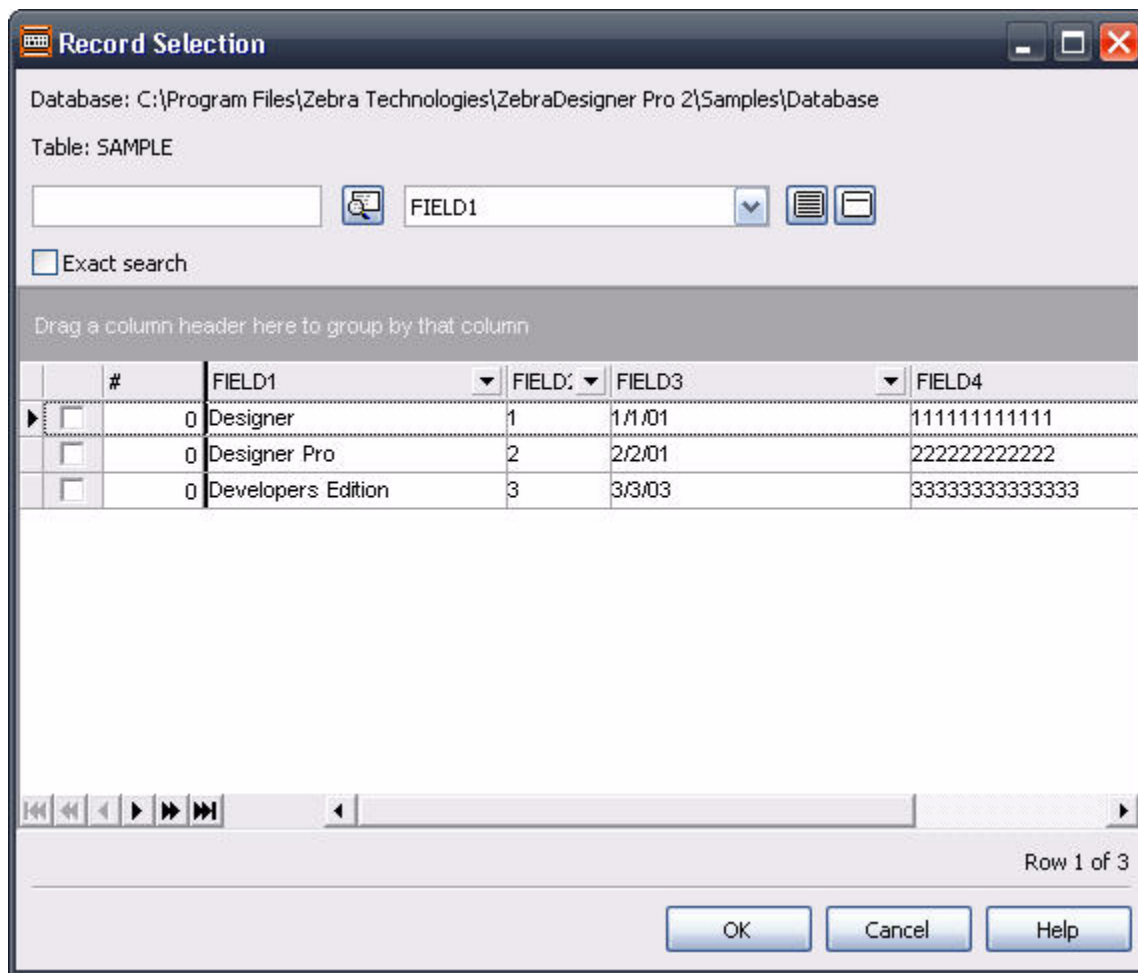 Record Selection
Database: C:\Program Files\Zebra Technologies\ZebraDesigner Pro 2\Samples\Database
Table: SAMPLE
FIELD1
Exact search
Drag a column header here to group by that column
# FIELD1 FIELD2 FIELD3 FIELD4
0 Designer 1 1/1/01 111111111111
0 Designer Pro 2 2/2/01 222222222222
0 Developers Edition 3 3/3/03 33333333333333
Row 1 of 3
OK Cancel Help